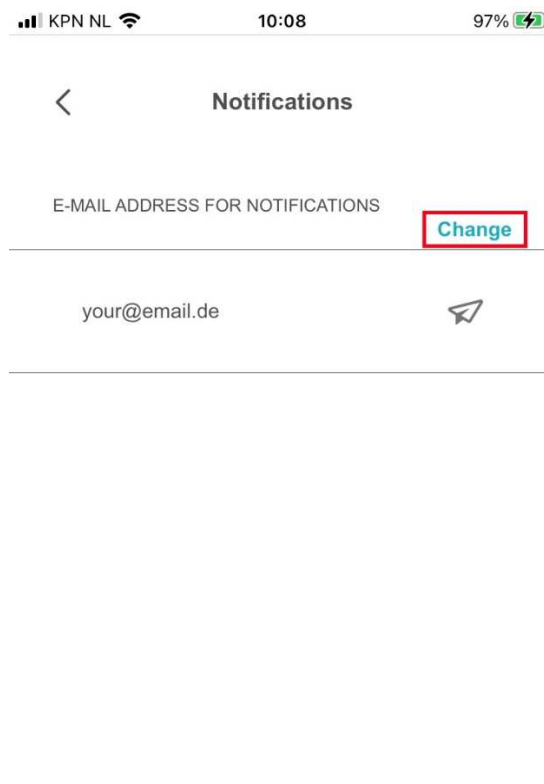 KPN NL 10:08 97%
Notifications
E-MAIL ADDRESS FOR NOTIFICATIONS
Change
your@email.de